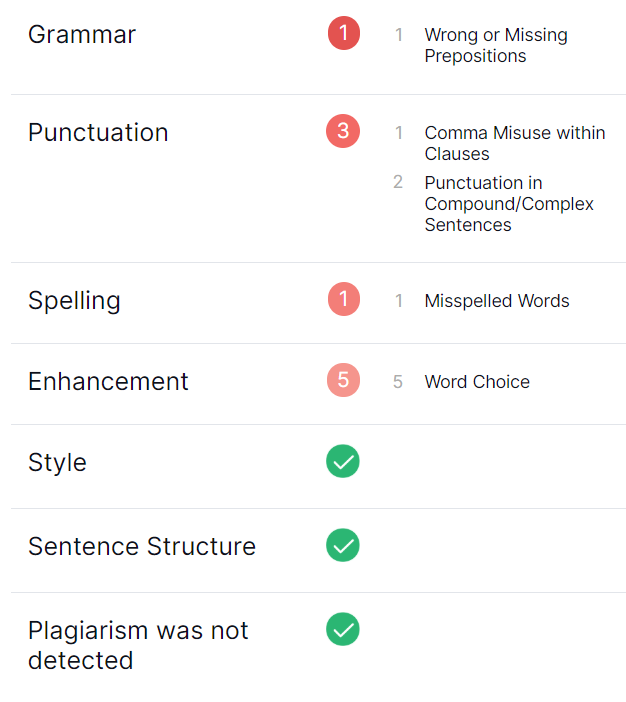 Grammar 1 1 Wrong or Missing
Prepositions
Punctuation 3 1 Comma Misuse within
Clauses
2 Punctuation in
Compound/Complex
Sentences
Spelling 1 1 Misspelled Words
Enhancement 5 5 Word Choice
Style
Sentence Structure
Plagiarism was not
detected